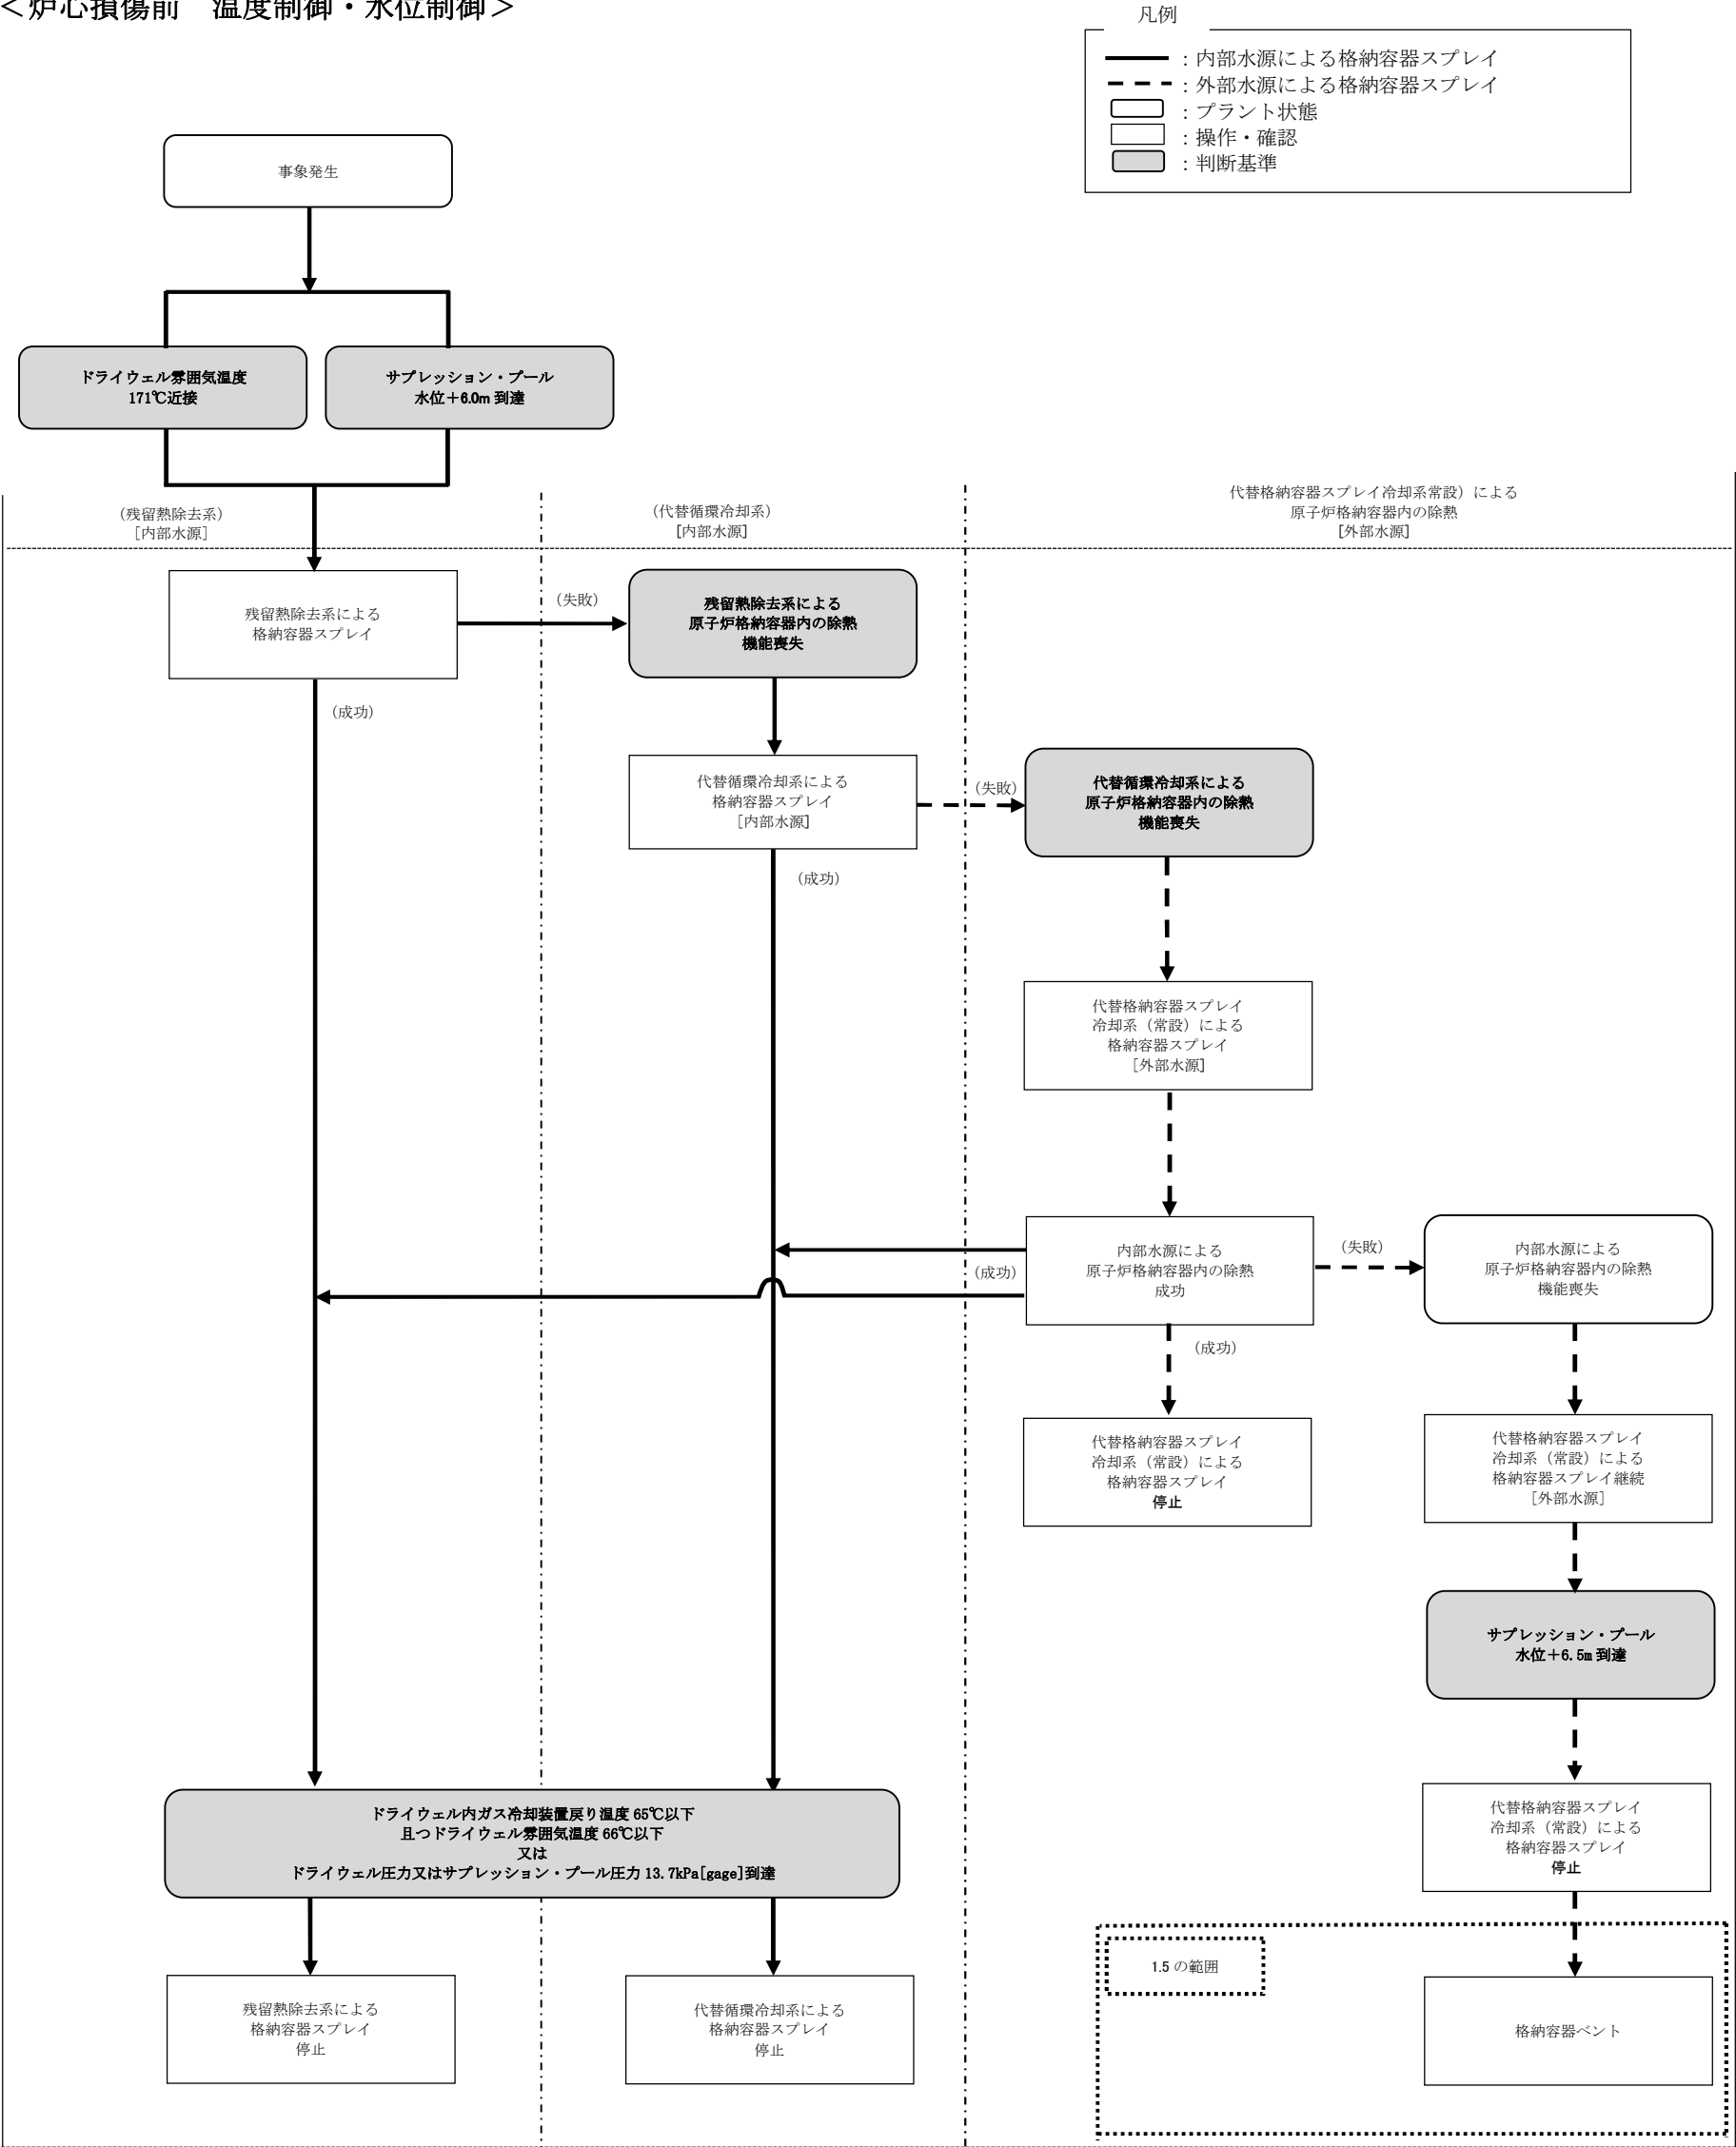 ＜炉心損傷前　温度制御・水位制御＞
凡例
：内部水源による格納容器スプレイ
：外部水源による格納容器スプレイ
：プラント状態
：操作・確認
：判断基準
事象発生
ドライウェル雰囲気温度
171℃近接
サプレッション・プール
水位＋6.0m 到達
（残留熱除去系）
［内部水源］
（代替循環冷却系）
［内部水源］
代替格納容器スプレイ冷却系常設）による
原子炉格納容器内の除熱
［外部水源］
残留熱除去系による
格納容器スプレイ
（失敗）
残留熱除去系による
原子炉格納容器内の除熱
機能喪失
（成功）
代替循環冷却系による
格納容器スプレイ
［内部水源］
（失敗）
代替循環冷却系による
原子炉格納容器内の除熱
機能喪失
（成功）
代替格納容器スプレイ
冷却系（常設）による
格納容器スプレイ
［外部水源］
内部水源による
原子炉格納容器内の除熱
成功
（成功）
（失敗）
内部水源による
原子炉格納容器内の除熱
機能喪失
（成功）
代替格納容器スプレイ
冷却系（常設）による
格納容器スプレイ
停止
代替格納容器スプレイ
冷却系（常設）による
格納容器スプレイ継続
［外部水源］
サプレッション・プール
水位＋6.5m 到達
ドライウェル内ガス冷却装置戻り温度 65℃以下
且つドライウェル雰囲気温度 66℃以下
又は
ドライウェル圧力又はサプレッション・プール圧力 13.7kPa[gage]到達
代替格納容器スプレイ
冷却系（常設）による
格納容器スプレイ
停止
1.5 の範囲
残留熱除去系による
格納容器スプレイ
停止
代替循環冷却系による
格納容器スプレイ
停止
格納容器ベント